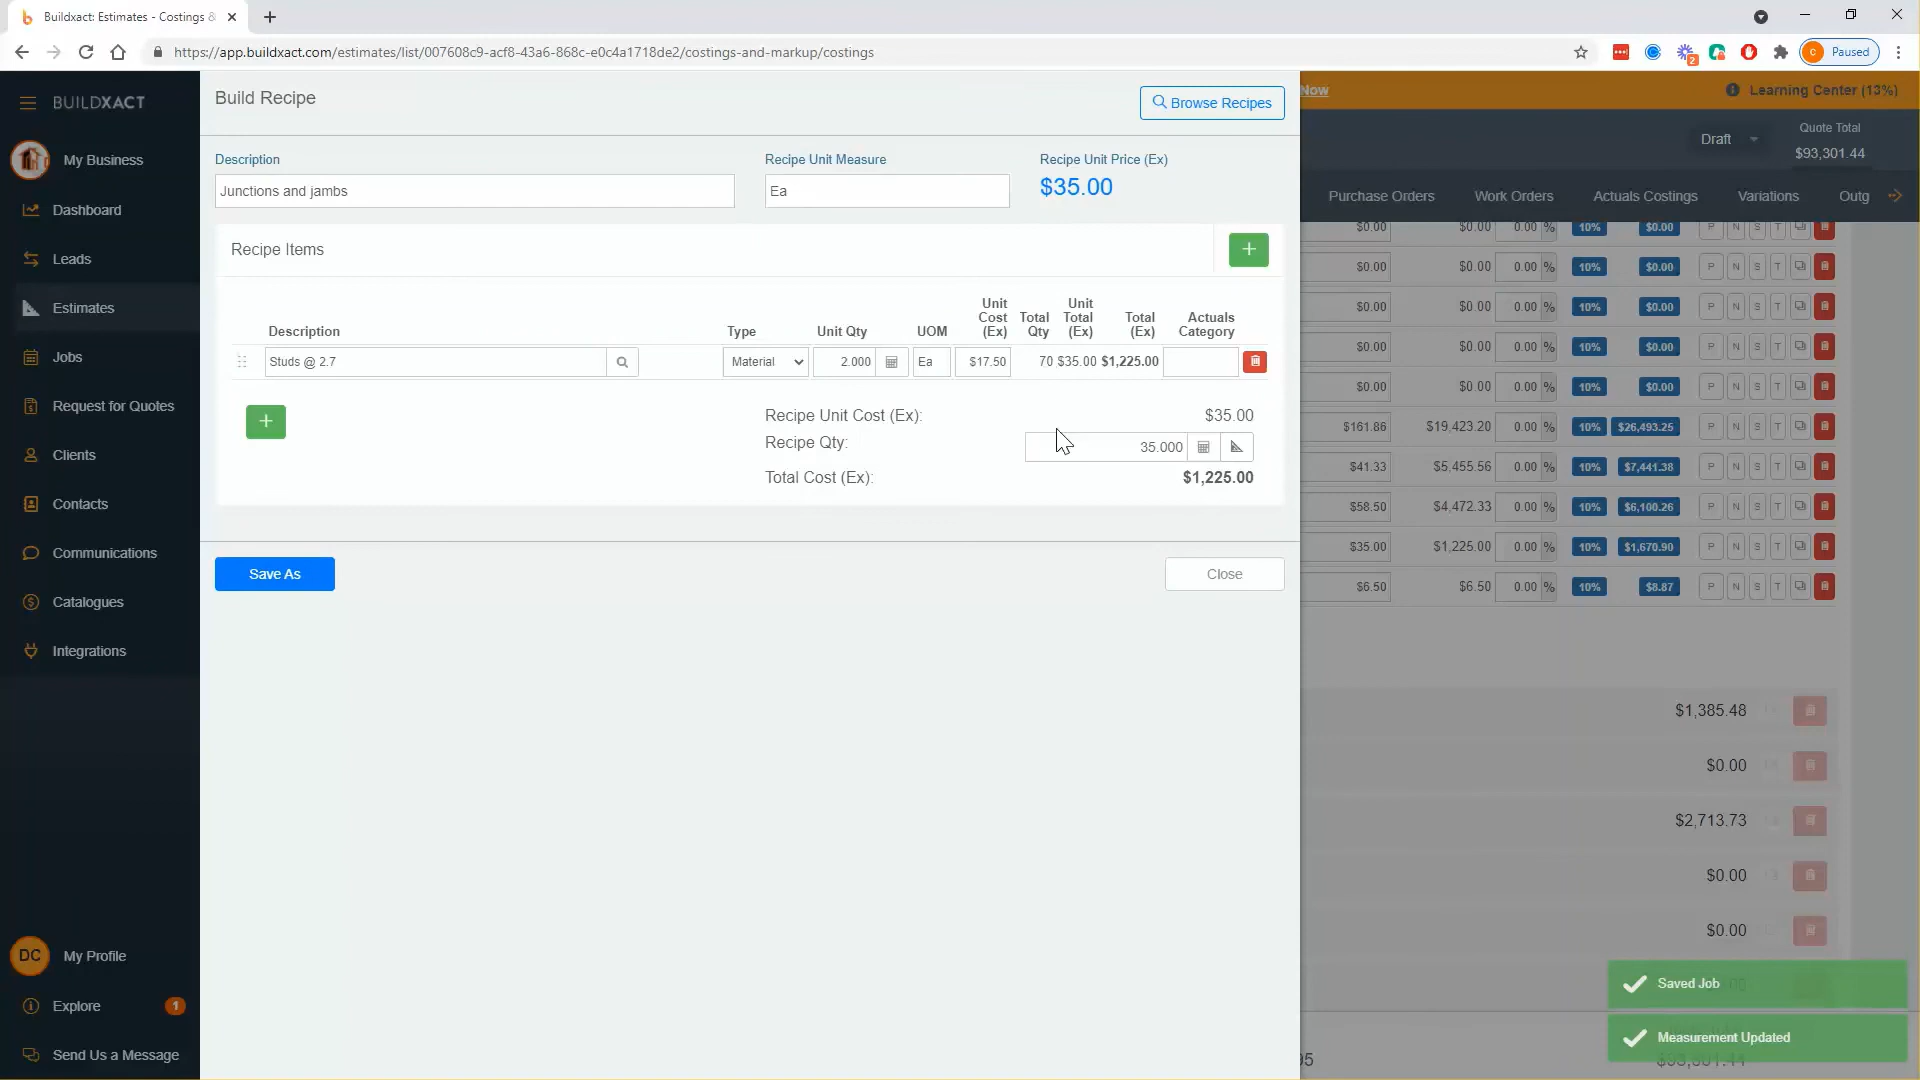 Buildxact: Estimates - Costings &
https://app.buildxact.com/estimates/list/007608c9-acf8-43a6-868c-e0c4a1718de2/costings-and-markup/costings
2
C Paused
BUILDXACT
My Business
Dashboard
Leads
Estimates
Jobs
Request for Quotes
Clients
Contacts
Communications
Catalogues
Integrations
DC My Profile
Explore 1
Send Us a Message
Build Recipe
Browse Recipes
Description
Junctions and jambs
Recipe Unit Measure
Ea
Recipe Unit Price (Ex)
$35.00
Recipe Items
Description Type Unit Qty UOM Unit Cost (Ex) Total Qty Unit Total (Ex) Total (Ex) Actuals Category
Studs @ 2.7 Material 2.000 Ea $17.50 70 $35.00 $1,225.00
Recipe Unit Cost (Ex): $35.00
Recipe Qty: 35.000
Total Cost (Ex): $1,225.00
Save As
Close
Now
Learning Center (13%)
Draft
Quote Total
$93,301.44
Purchase Orders Work Orders Actuals Costings Variations Outg
$0.00 $0.00 0.00 % 10% $0.00 P N S T
$0.00 $0.00 0.00 % 10% $0.00 P N S T
$0.00 $0.00 0.00 % 10% $0.00 P N S T
$0.00 $0.00 0.00 % 10% $0.00 P N S T
$0.00 $0.00 0.00 % 10% $0.00 P N S T
$161.86 $19,423.20 0.00 % 10% $26,493.25 P N S T
$41.33 $5,455.56 0.00 % 10% $7,441.38 P N S T
$58.50 $4,472.33 0.00 % 10% $6,100.26 P N S T
$35.00 $1,225.00 0.00 % 10% $1,670.90 P N S T
$6.50 $6.50 0.00 % 10% $8.87 P N S T
$1,385.48
$0.00
$2,713.73
$0.00
$0.00
Saved Job
Measurement Updated